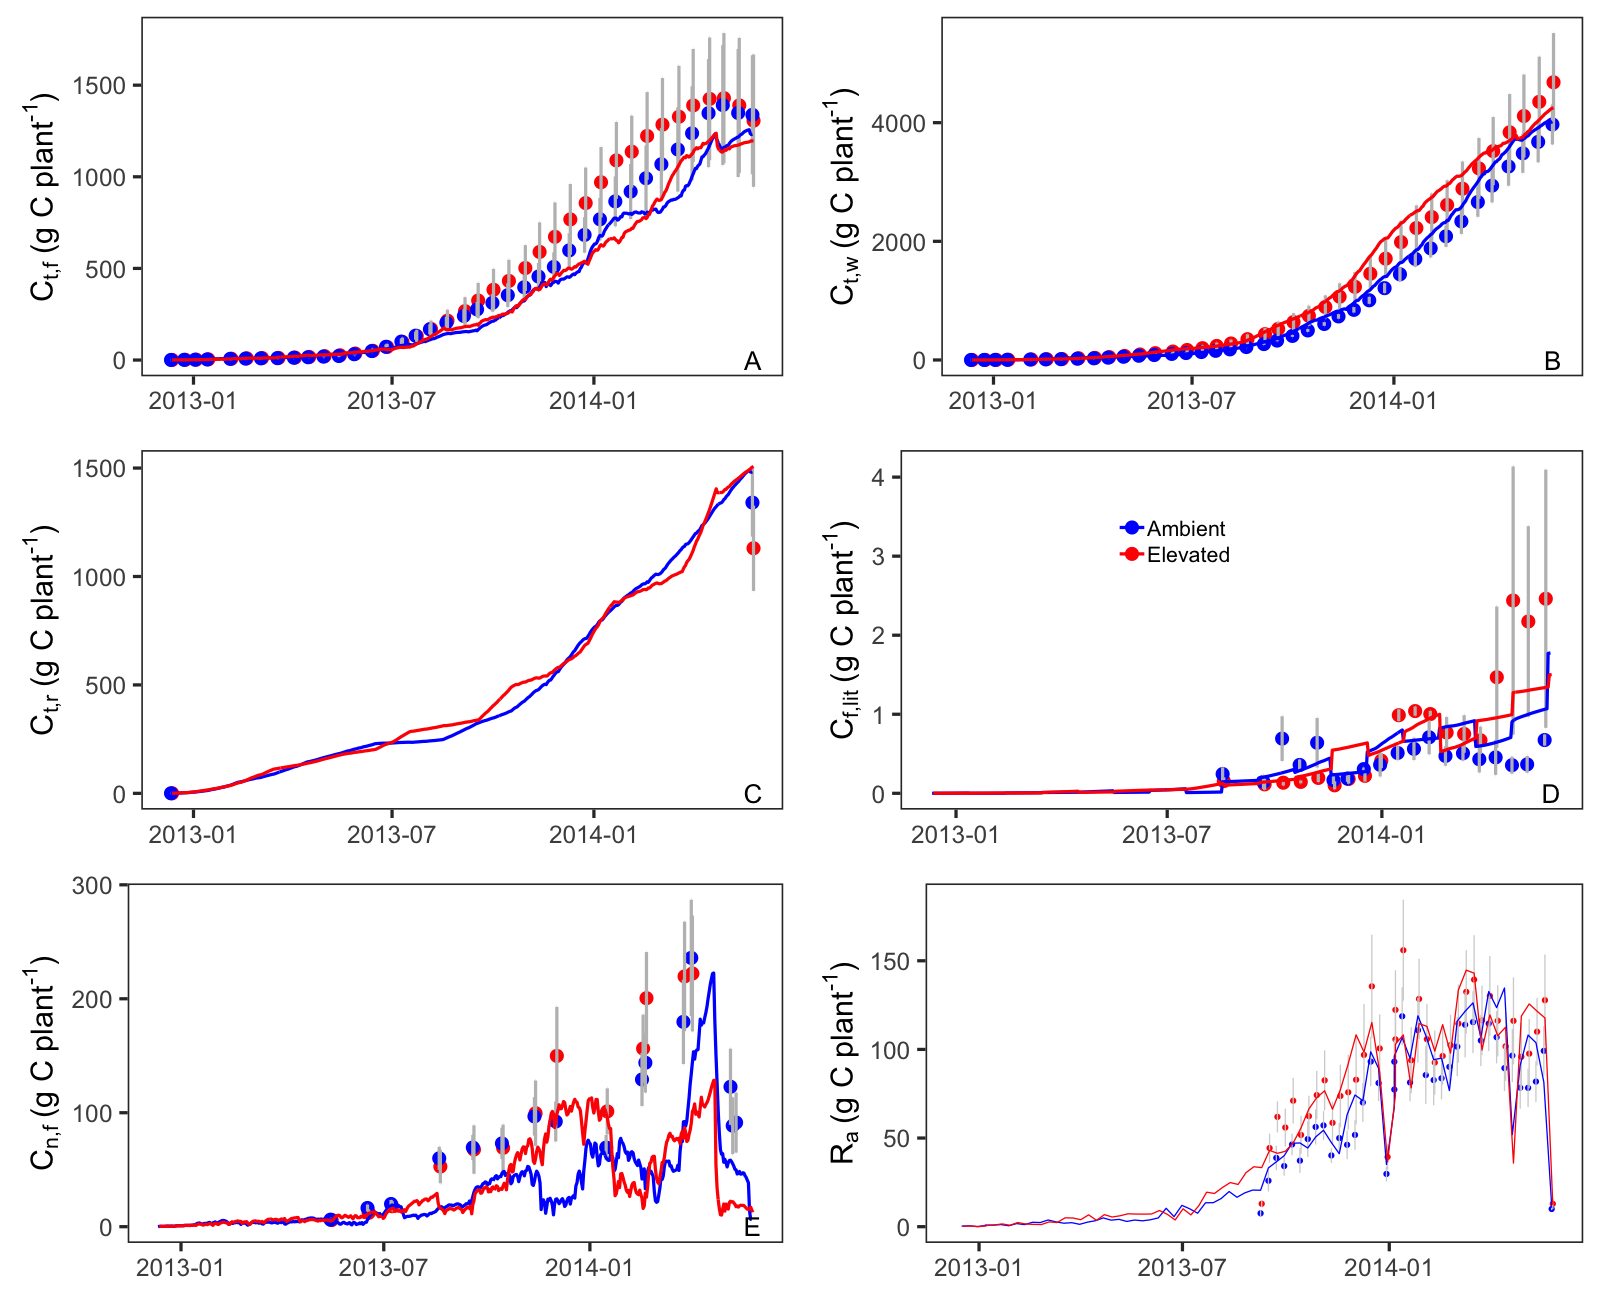 C_t,f (g C plant^-1)
1500
1000
500
0
A
2013-01 2013-07 2014-01
C_t,w (g C plant^-1)
4000
2000
0
B
2013-01 2013-07 2014-01
C_t,r (g C plant^-1)
1500
1000
500
0
C
2013-01 2013-07 2014-01
C_f,lit (g C plant^-1)
4
3
2
1
0
Ambient
Elevated
D
2013-01 2013-07 2014-01
C_n,f (g C plant^-1)
300
200
100
0
E
2013-01 2013-07 2014-01
R_a (g C plant^-1)
150
100
50
0
2013-01 2013-07 2014-01